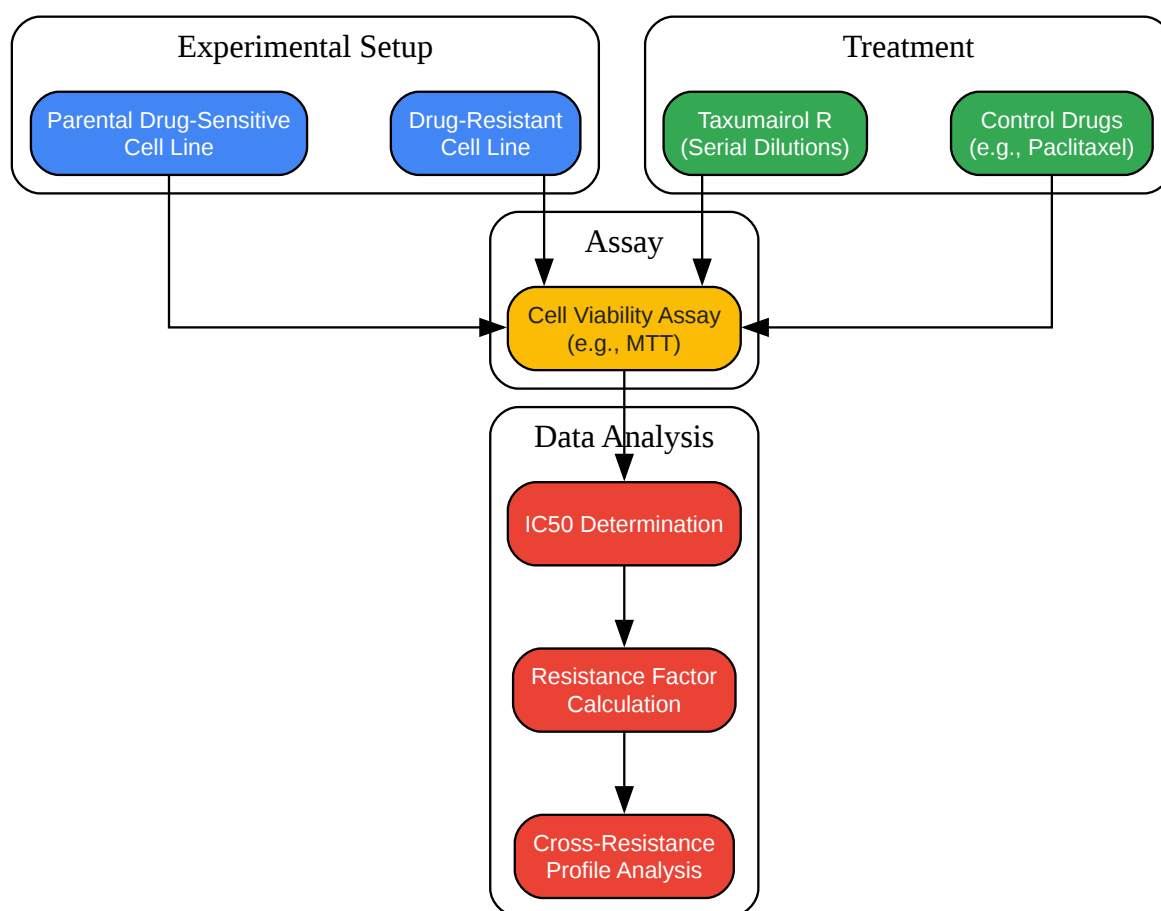 Experimental Setup
Parental Drug-Sensitive
Cell Line
Drug-Resistant
Cell Line
Treatment
Taxumairol R
(Serial Dilutions)
Control Drugs
(e.g., Paclitaxel)
Assay
Cell Viability Assay
(e.g., MTT)
Data Analysis
IC50 Determination
Resistance Factor
Calculation
Cross-Resistance
Profile Analysis